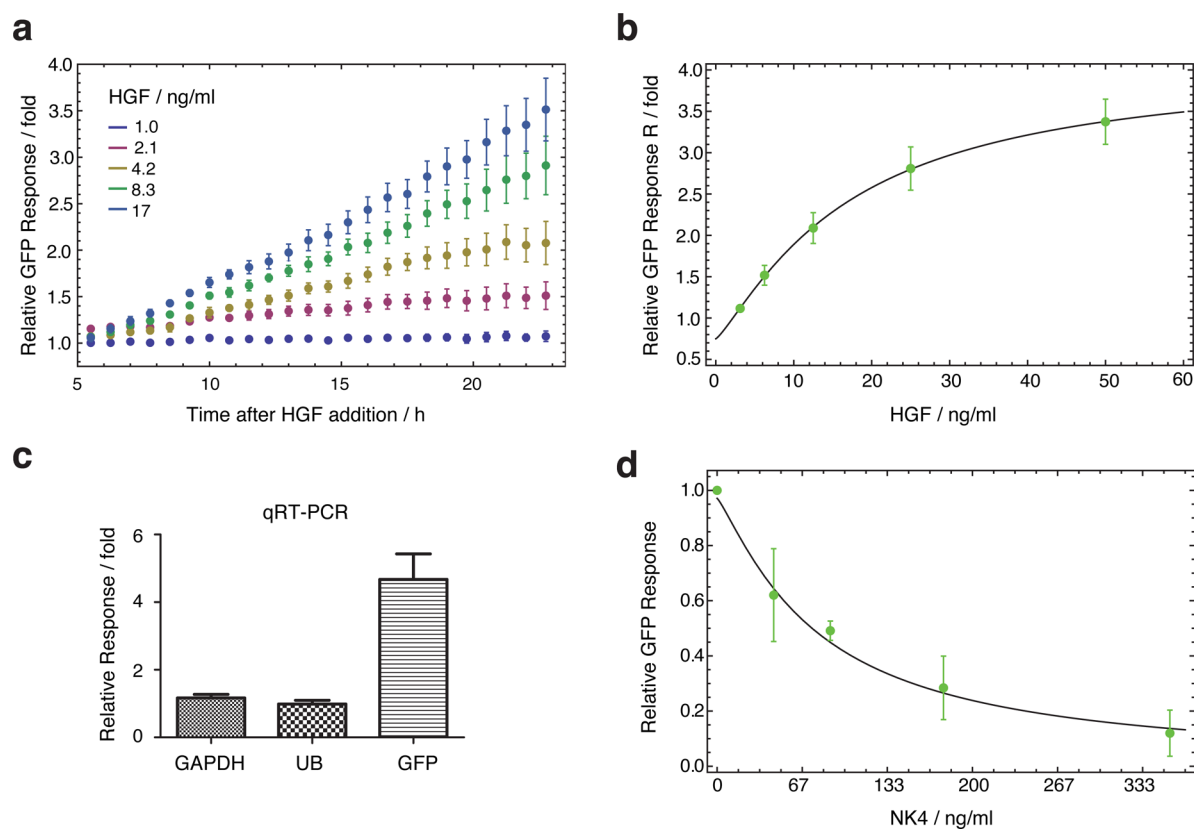 a
Relative GFP Response / fold
4.0
3.5
3.0
2.5
2.0
1.5
1.0
HGF / ng/ml
1.0
2.1
4.2
8.3
17
5
10
15
20
Time after HGF addition / h
b
Relative GFP Response R / fold
4.0
3.5
3.0
2.5
2.0
1.5
1.0
0.5
0
10
20
30
40
50
60
HGF / ng/ml
c
qRT-PCR
Relative Response / fold
6
4
2
0
GAPDH
UB
GFP
d
Relative GFP Response
1.0
0.8
0.6
0.4
0.2
0.0
0
67
133
200
267
333
NK4 / ng/ml